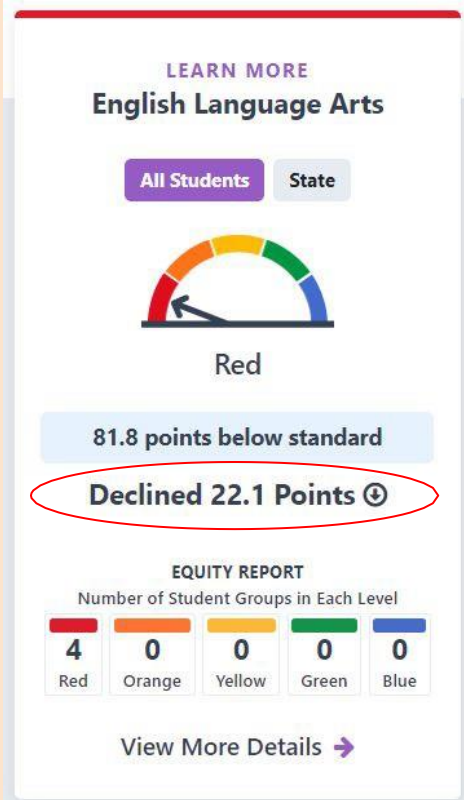 LEARN MORE
English Language Arts
All Students State
Red
81.8 points below standard
Declined 22.1 Points
EQUITY REPORT
Number of Student Groups in Each Level
4 0 0 0 0
Red Orange Yellow Green Blue
View More Details